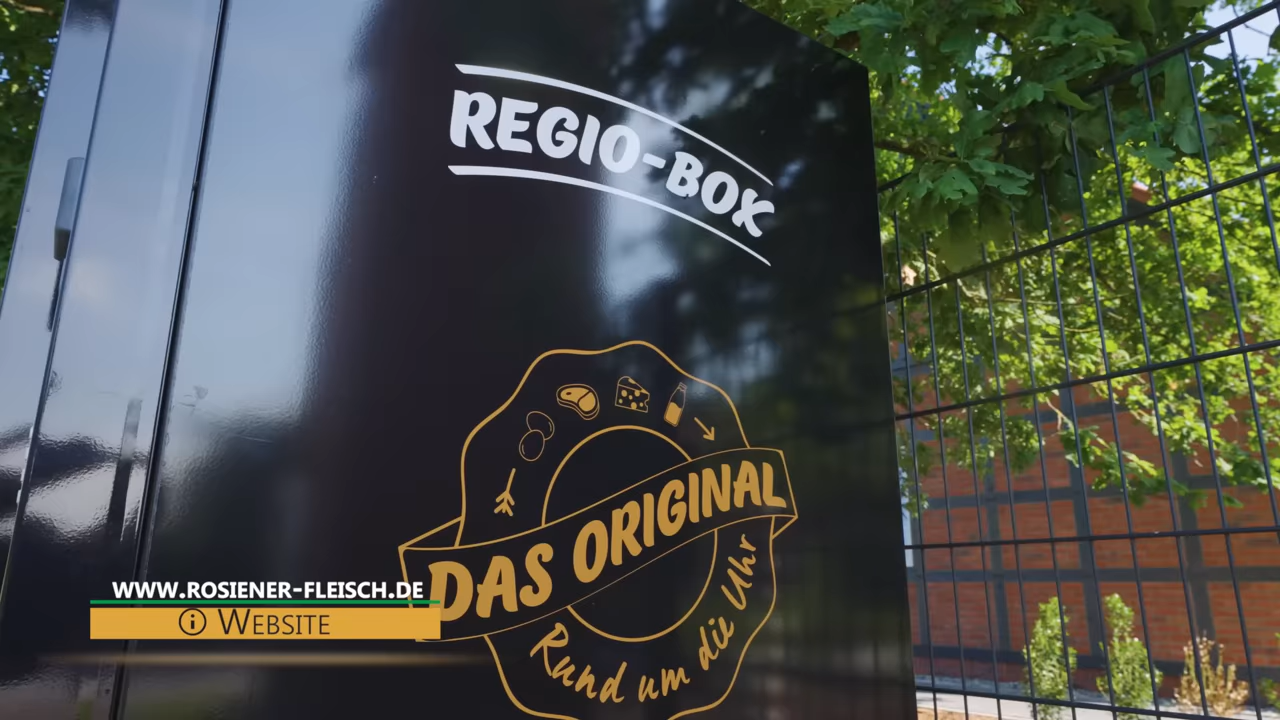 REGIO-BOX
DAS ORIGINAL
Rund um die Uhr
WWW.ROSIENER-FLEISCH.DE
WEBSITE